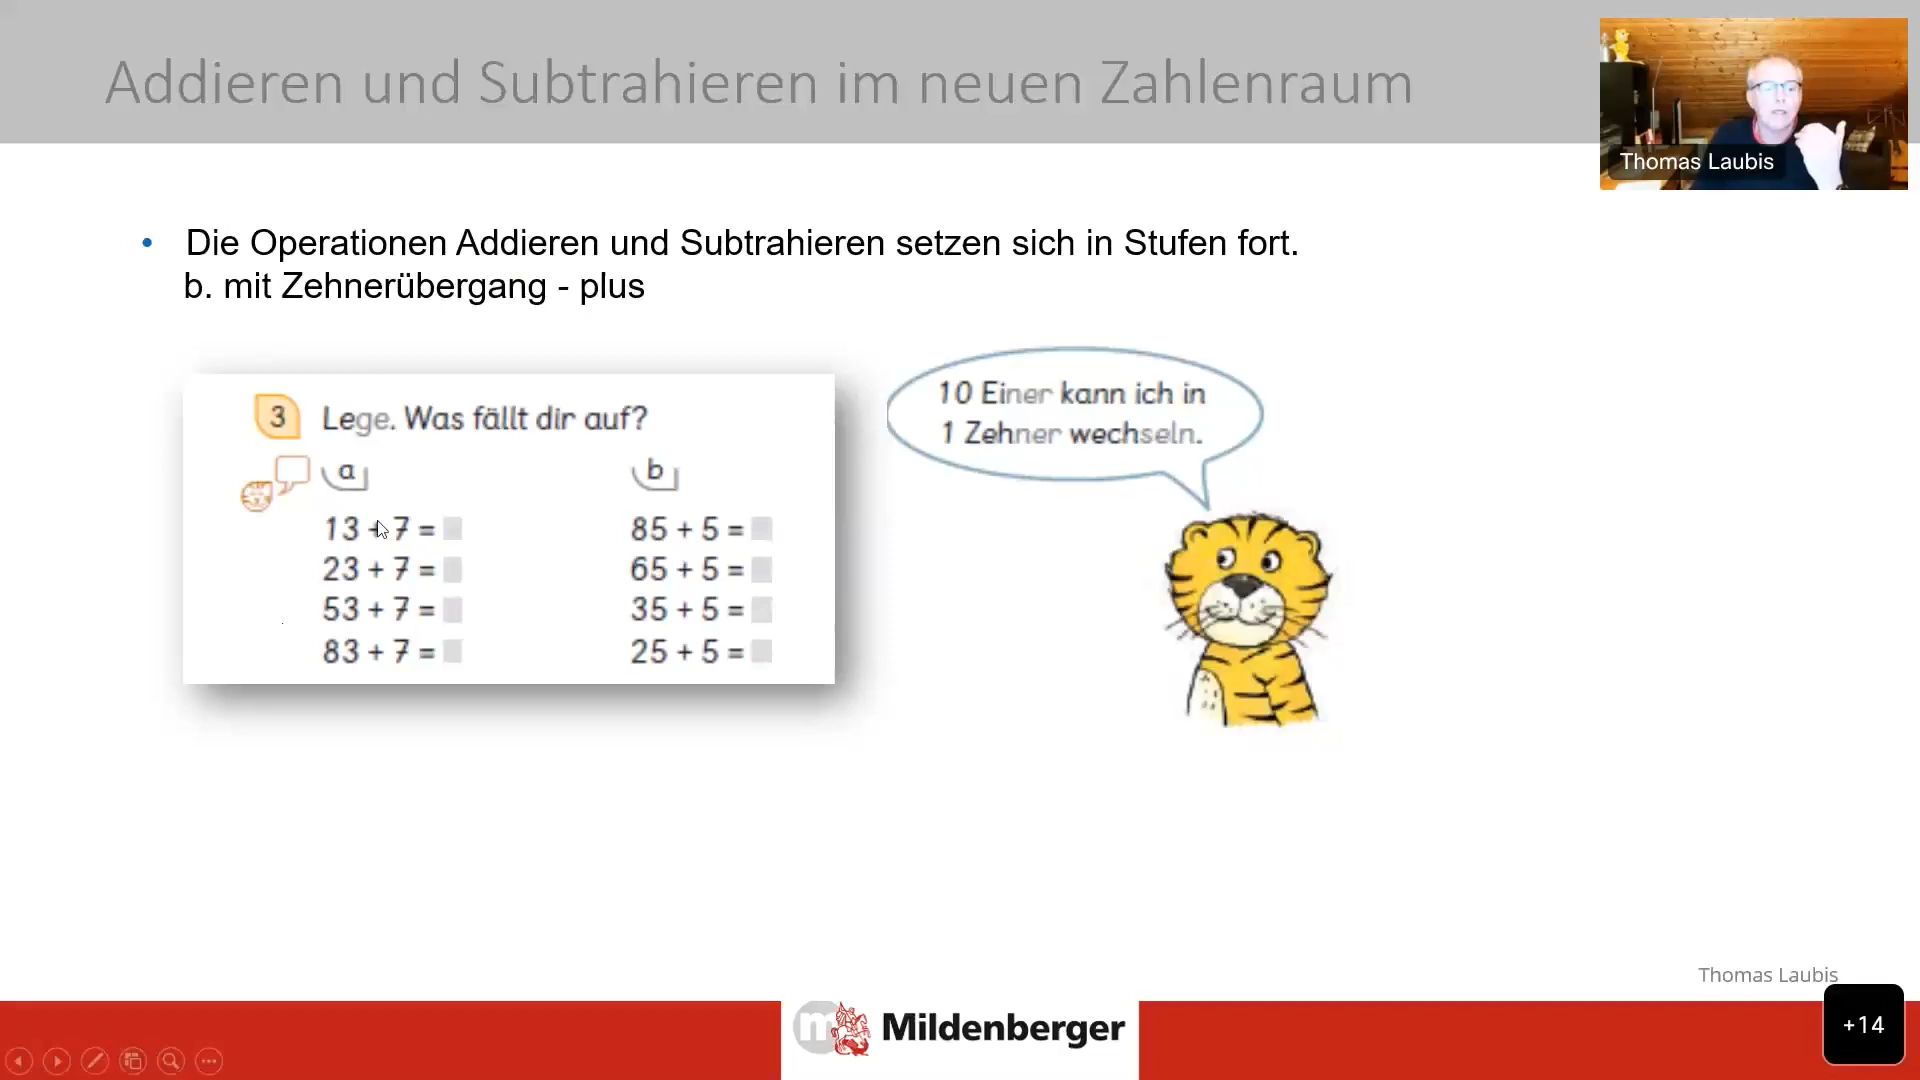 Addieren und Subtrahieren im neuen Zahlenraum
Thomas Laubis
• Die Operationen Addieren und Subtrahieren setzen sich in Stufen fort.
b. mit Zehnerübergang - plus
3 Lege. Was fällt dir auf?
a
13 + 7 =
23 + 7 =
53 + 7 =
83 + 7 =
b
85 + 5 =
65 + 5 =
35 + 5 =
25 + 5 =
10 Einer kann ich in
1 Zehner wechseln.
Thomas Laubis
m Mildenberger
+14